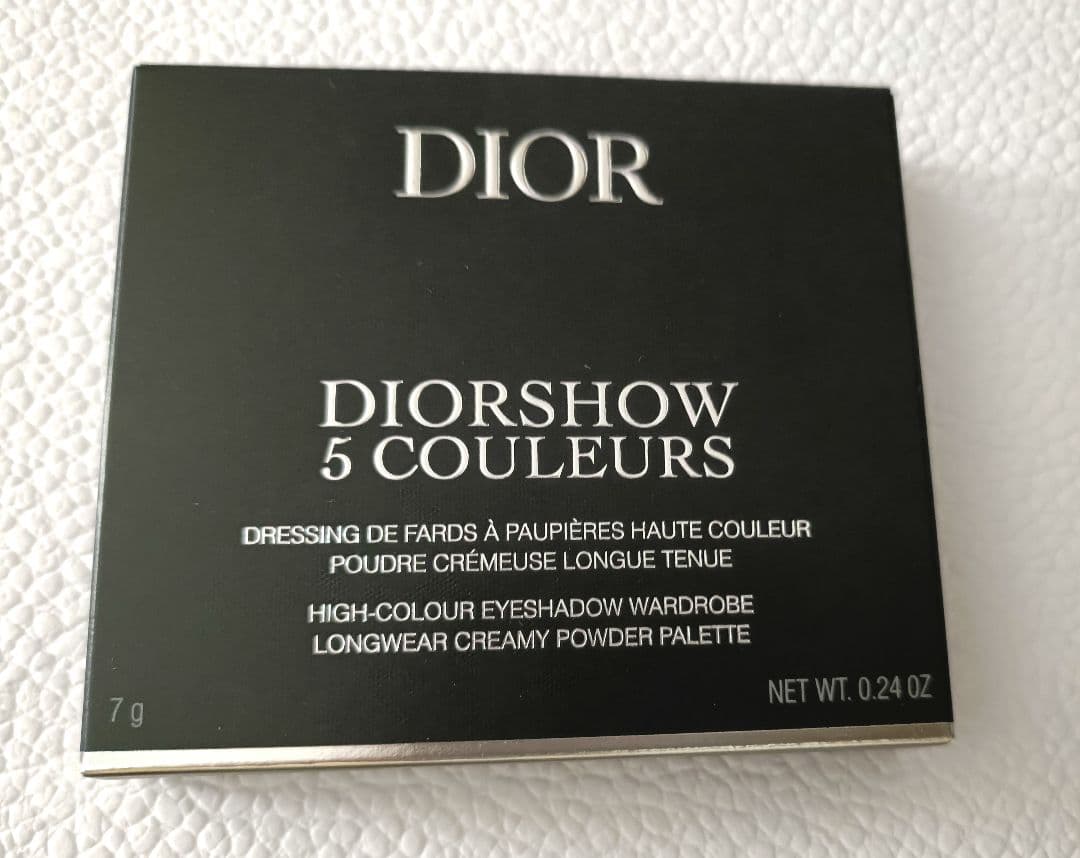 DIOR
DIORSHOW
5 COULEURS
DRESSING DE FARDS À PAUPIÈRES HAUTE COULEUR
POUDRE CRÉMEUSE LONGUE TENUE
HIGH-COLOUR EYESHADOW WARDROBE
LONGWEAR CREAMY POWDER PALETTE
7 g
NET WT. 0.24 OZ